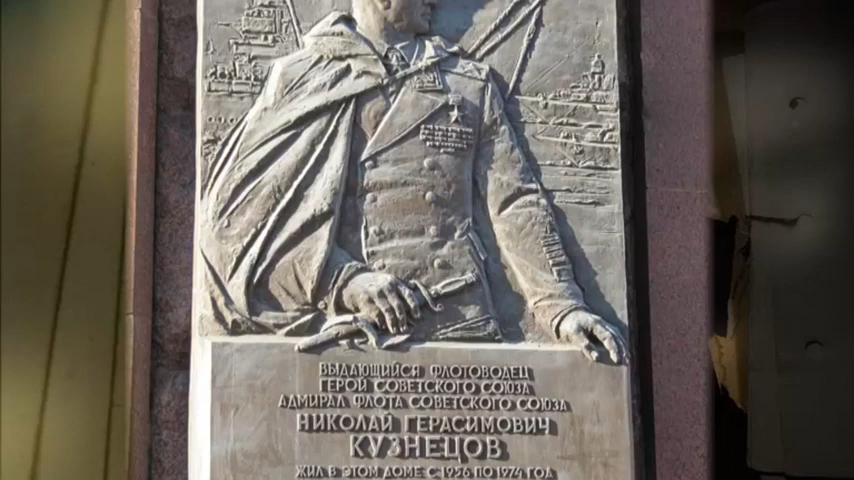 ВЫДАЮЩИЙСЯ ФЛОТОВОДЕЦ
ГЕРОЙ СОВЕТСКОГО СОЮЗА
АДМИРАЛ ФЛОТА СОВЕТСКОГО СОЮЗА
НИКОЛАЙ ГЕРАСИМОВИЧ
КУЗНЕЦОВ
ЖИЛ В ЭТОМ ДОМЕ С 1956 ПО 1974 ГОД